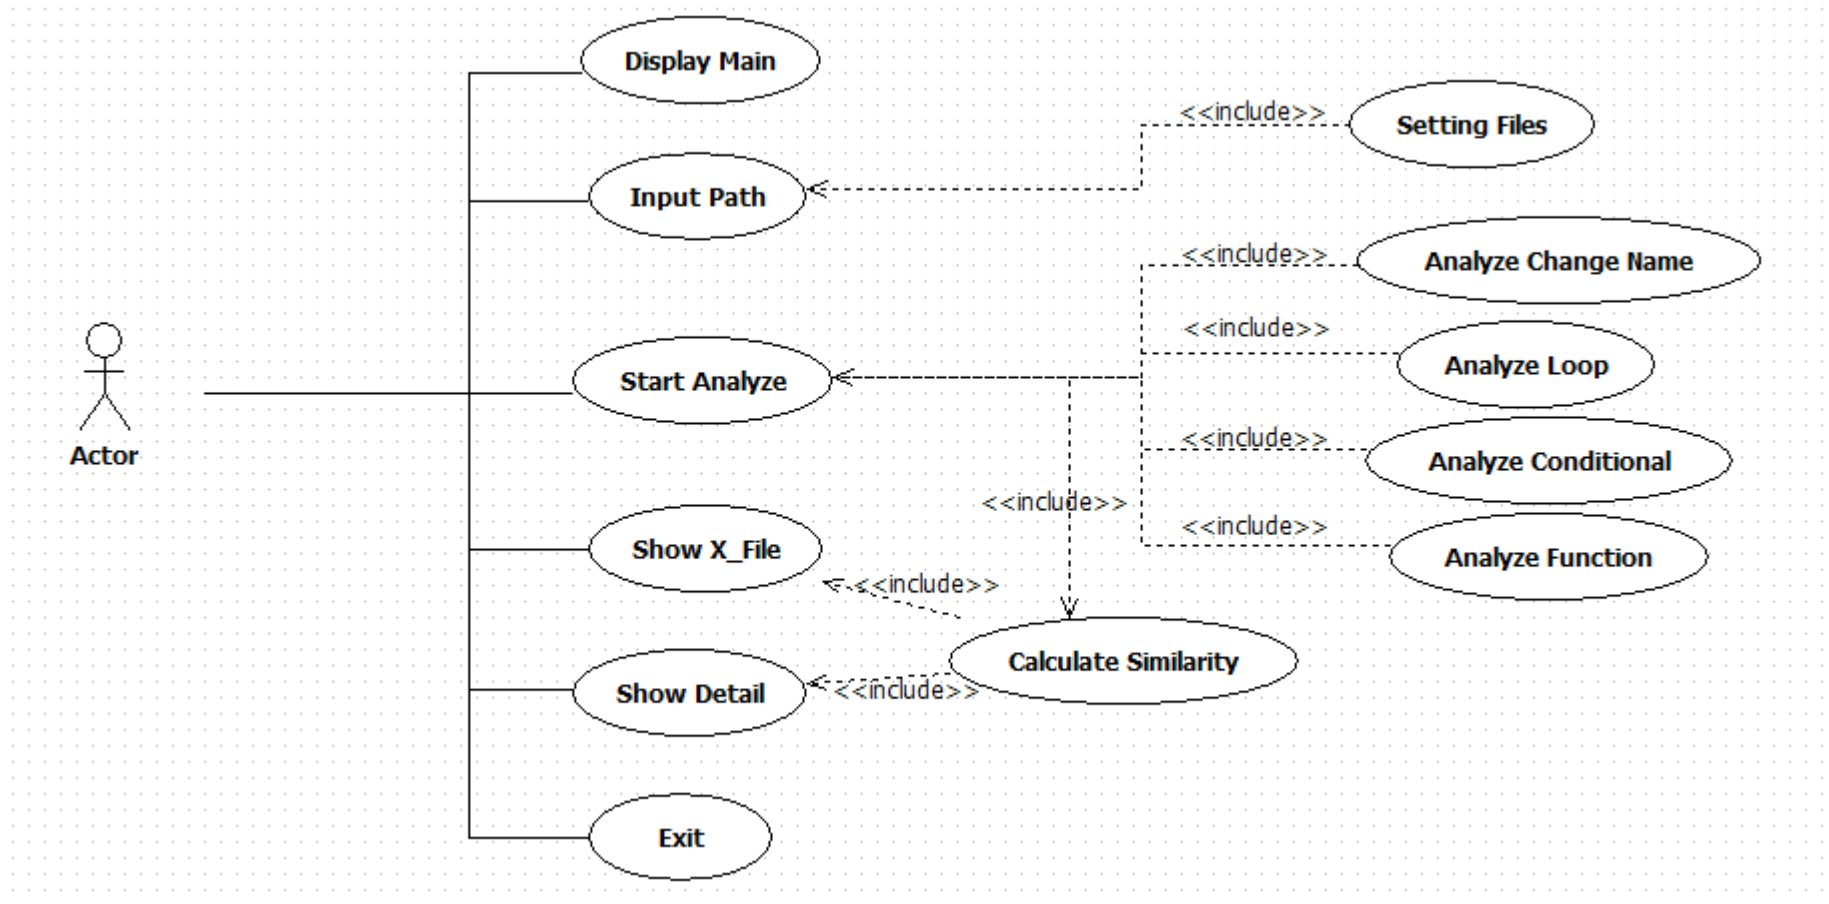 Display Main
<<include>>
Setting Files
Input Path
<<include>>
Analyze Change Name
<<include>>
Analyze Loop
Start Analyze
<<include>>
Analyze Conditional
Actor
<<include>>
<<include>>
Analyze Function
Show X_File
<<include>>
Calculate Similarity
Show Detail
<<include>>
Exit